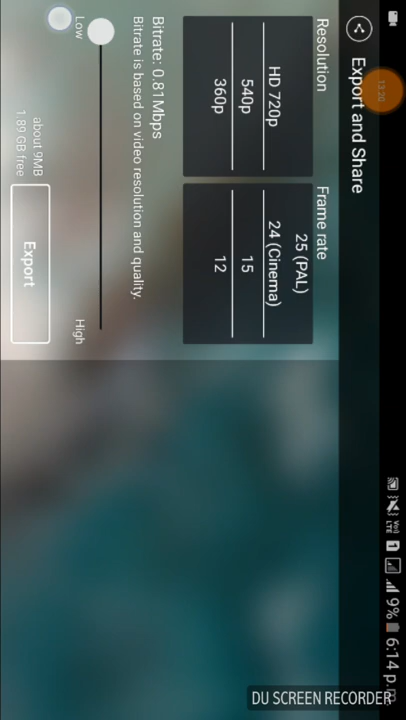 13:20
VoLTE 1 9% 6:14 p.m.
Export and Share
Resolution
HD 720p
540p
360p
Frame rate
25 (PAL)
24 (Cinema)
15
12
Bitrate: 0.81Mbps
Bitrate is based on video resolution and quality.
Low
High
about 9MB
1.89 GB free
Export
DU SCREEN RECORDER